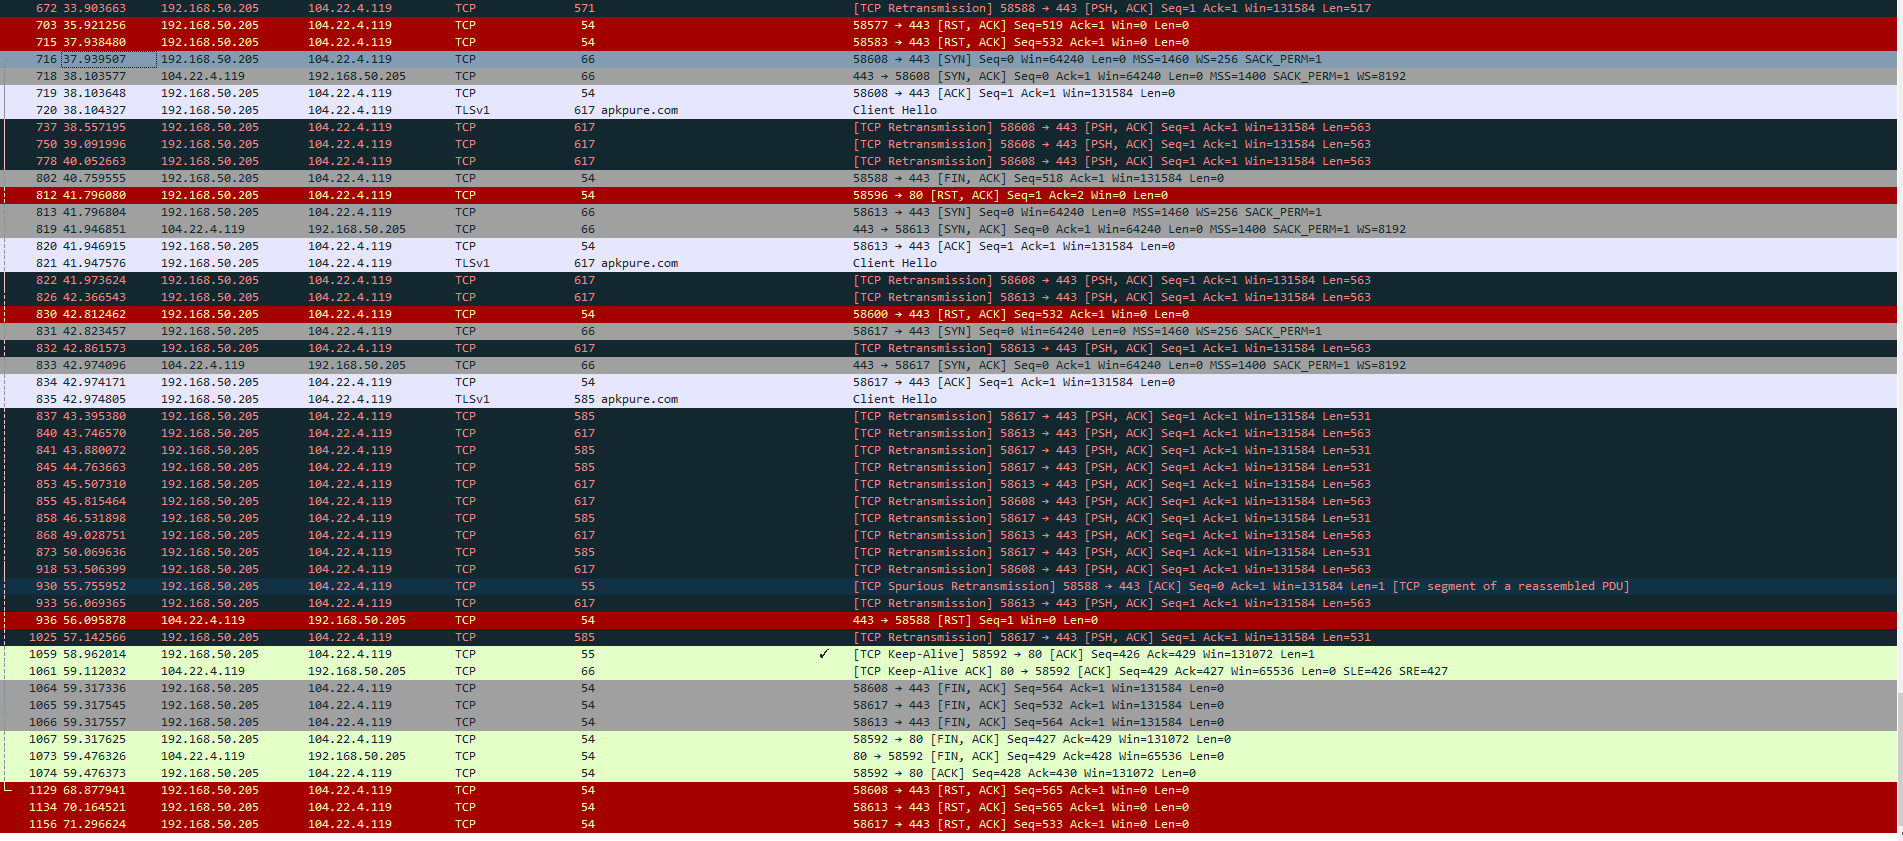 672 33.903663 192.168.50.205 104.22.4.119 TCP 571 [TCP Retransmission] 58588 → 443 [PSH, ACK] Seq=1 Ack=1 Win=131584 Len=517
703 35.921256 192.168.50.205 104.22.4.119 TCP 54 58577 → 443 [RST, ACK] Seq=519 Ack=1 Win=0 Len=0
715 37.938480 192.168.50.205 104.22.4.119 TCP 54 58583 → 443 [RST, ACK] Seq=532 Ack=1 Win=0 Len=0
716 37.939507 192.168.50.205 104.22.4.119 TCP 66 58608 → 443 [SYN] Seq=0 Win=64240 Len=0 MSS=1460 WS=256 SACK_PERM=1
718 38.103577 104.22.4.119 192.168.50.205 TCP 66 443 → 58608 [SYN, ACK] Seq=0 Ack=1 Win=64240 Len=0 MSS=1400 SACK_PERM=1 WS=8192
719 38.103648 192.168.50.205 104.22.4.119 TCP 54 58608 → 443 [ACK] Seq=1 Ack=1 Win=131584 Len=0
720 38.104327 192.168.50.205 104.22.4.119 TLSv1 617 apkpure.com Client Hello
737 38.557195 192.168.50.205 104.22.4.119 TCP 617 [TCP Retransmission] 58608 → 443 [PSH, ACK] Seq=1 Ack=1 Win=131584 Len=563
750 39.091996 192.168.50.205 104.22.4.119 TCP 617 [TCP Retransmission] 58608 → 443 [PSH, ACK] Seq=1 Ack=1 Win=131584 Len=563
778 40.052663 192.168.50.205 104.22.4.119 TCP 617 [TCP Retransmission] 58608 → 443 [PSH, ACK] Seq=1 Ack=1 Win=131584 Len=563
802 40.759555 192.168.50.205 104.22.4.119 TCP 54 58588 → 443 [FIN, ACK] Seq=518 Ack=1 Win=131584 Len=0
812 41.796080 192.168.50.205 104.22.4.119 TCP 54 58596 → 80 [RST, ACK] Seq=1 Ack=2 Win=0 Len=0
813 41.796804 192.168.50.205 104.22.4.119 TCP 66 58613 → 443 [SYN] Seq=0 Win=64240 Len=0 MSS=1460 WS=256 SACK_PERM=1
819 41.946851 104.22.4.119 192.168.50.205 TCP 66 443 → 58613 [SYN, ACK] Seq=0 Ack=1 Win=64240 Len=0 MSS=1400 SACK_PERM=1 WS=8192
820 41.946915 192.168.50.205 104.22.4.119 TCP 54 58613 → 443 [ACK] Seq=1 Ack=1 Win=131584 Len=0
821 41.947576 192.168.50.205 104.22.4.119 TLSv1 617 apkpure.com Client Hello
822 41.973624 192.168.50.205 104.22.4.119 TCP 617 [TCP Retransmission] 58608 → 443 [PSH, ACK] Seq=1 Ack=1 Win=131584 Len=563
826 42.366543 192.168.50.205 104.22.4.119 TCP 617 [TCP Retransmission] 58613 → 443 [PSH, ACK] Seq=1 Ack=1 Win=131584 Len=563
830 42.812462 192.168.50.205 104.22.4.119 TCP 54 58600 → 443 [RST, ACK] Seq=532 Ack=1 Win=0 Len=0
831 42.823457 192.168.50.205 104.22.4.119 TCP 66 58617 → 443 [SYN] Seq=0 Win=64240 Len=0 MSS=1460 WS=256 SACK_PERM=1
832 42.861573 192.168.50.205 104.22.4.119 TCP 617 [TCP Retransmission] 58613 → 443 [PSH, ACK] Seq=1 Ack=1 Win=131584 Len=563
833 42.974096 104.22.4.119 192.168.50.205 TCP 66 443 → 58617 [SYN, ACK] Seq=0 Ack=1 Win=64240 Len=0 MSS=1400 SACK_PERM=1 WS=8192
834 42.974171 192.168.50.205 104.22.4.119 TCP 54 58617 → 443 [ACK] Seq=1 Ack=1 Win=131584 Len=0
835 42.974805 192.168.50.205 104.22.4.119 TLSv1 585 apkpure.com Client Hello
837 43.395380 192.168.50.205 104.22.4.119 TCP 585 [TCP Retransmission] 58617 → 443 [PSH, ACK] Seq=1 Ack=1 Win=131584 Len=531
840 43.746570 192.168.50.205 104.22.4.119 TCP 617 [TCP Retransmission] 58613 → 443 [PSH, ACK] Seq=1 Ack=1 Win=131584 Len=563
841 43.880072 192.168.50.205 104.22.4.119 TCP 585 [TCP Retransmission] 58617 → 443 [PSH, ACK] Seq=1 Ack=1 Win=131584 Len=531
845 44.763663 192.168.50.205 104.22.4.119 TCP 585 [TCP Retransmission] 58617 → 443 [PSH, ACK] Seq=1 Ack=1 Win=131584 Len=531
853 45.507310 192.168.50.205 104.22.4.119 TCP 617 [TCP Retransmission] 58613 → 443 [PSH, ACK] Seq=1 Ack=1 Win=131584 Len=563
855 45.815464 192.168.50.205 104.22.4.119 TCP 617 [TCP Retransmission] 58608 → 443 [PSH, ACK] Seq=1 Ack=1 Win=131584 Len=563
858 46.531898 192.168.50.205 104.22.4.119 TCP 585 [TCP Retransmission] 58617 → 443 [PSH, ACK] Seq=1 Ack=1 Win=131584 Len=531
868 49.028751 192.168.50.205 104.22.4.119 TCP 617 [TCP Retransmission] 58613 → 443 [PSH, ACK] Seq=1 Ack=1 Win=131584 Len=563
873 50.069636 192.168.50.205 104.22.4.119 TCP 585 [TCP Retransmission] 58617 → 443 [PSH, ACK] Seq=1 Ack=1 Win=131584 Len=531
918 53.506399 192.168.50.205 104.22.4.119 TCP 617 [TCP Retransmission] 58608 → 443 [PSH, ACK] Seq=1 Ack=1 Win=131584 Len=563
930 55.755952 192.168.50.205 104.22.4.119 TCP 55 [TCP Spurious Retransmission] 58588 → 443 [ACK] Seq=0 Ack=1 Win=131584 Len=1 [TCP segment of a reassembled PDU]
933 56.069365 192.168.50.205 104.22.4.119 TCP 617 [TCP Retransmission] 58613 → 443 [PSH, ACK] Seq=1 Ack=1 Win=131584 Len=563
936 56.095878 104.22.4.119 192.168.50.205 TCP 54 443 → 58588 [RST] Seq=1 Win=0 Len=0
1025 57.142566 192.168.50.205 104.22.4.119 TCP 585 [TCP Retransmission] 58617 → 443 [PSH, ACK] Seq=1 Ack=1 Win=131584 Len=531
1059 58.962014 192.168.50.205 104.22.4.119 TCP 55 ✓ [TCP Keep-Alive] 58592 → 80 [ACK] Seq=426 Ack=429 Win=131072 Len=1
1061 59.112032 104.22.4.119 192.168.50.205 TCP 66 [TCP Keep-Alive ACK] 80 → 58592 [ACK] Seq=429 Ack=427 Win=65536 Len=0 SLE=426 SRE=427
1064 59.317336 192.168.50.205 104.22.4.119 TCP 54 58608 → 443 [FIN, ACK] Seq=564 Ack=1 Win=131584 Len=0
1065 59.317545 192.168.50.205 104.22.4.119 TCP 54 58617 → 443 [FIN, ACK] Seq=532 Ack=1 Win=131584 Len=0
1066 59.317557 192.168.50.205 104.22.4.119 TCP 54 58613 → 443 [FIN, ACK] Seq=564 Ack=1 Win=131584 Len=0
1067 59.317625 192.168.50.205 104.22.4.119 TCP 54 58592 → 80 [FIN, ACK] Seq=427 Ack=429 Win=131072 Len=0
1073 59.476326 104.22.4.119 192.168.50.205 TCP 54 80 → 58592 [FIN, ACK] Seq=429 Ack=428 Win=65536 Len=0
1074 59.476373 192.168.50.205 104.22.4.119 TCP 54 58592 → 80 [ACK] Seq=428 Ack=430 Win=131072 Len=0
1129 68.877941 192.168.50.205 104.22.4.119 TCP 54 58608 → 443 [RST, ACK] Seq=565 Ack=1 Win=0 Len=0
1134 70.164521 192.168.50.205 104.22.4.119 TCP 54 58613 → 443 [RST, ACK] Seq=565 Ack=1 Win=0 Len=0
1156 71.296624 192.168.50.205 104.22.4.119 TCP 54 58617 → 443 [RST, ACK] Seq=533 Ack=1 Win=0 Len=0